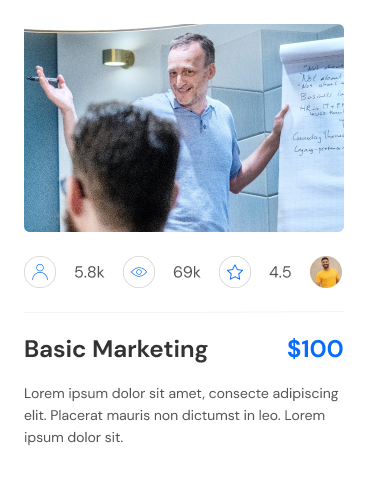 5.8k 69k 4.5
Basic Marketing $100
Lorem ipsum dolor sit amet, consecte adipiscing
elit. Placerat mauris non dictumst in leo. Lorem
ipsum dolor sit.